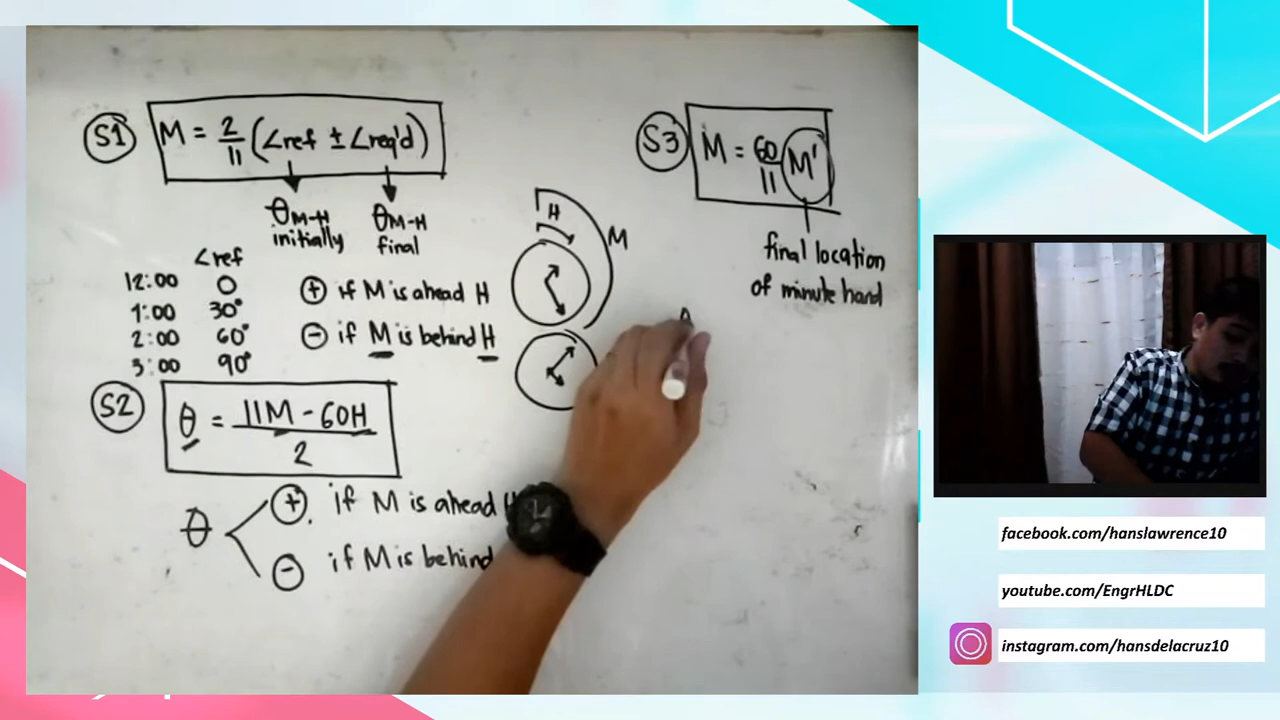 S1
M = 2/11 (∠ref ± ∠req'd)
θM-H initially
θM-H final
∠ref
12:00 0
1:00 30°
2:00 60°
3:00 90°
+ if M is ahead H
- if M is behind H
H
M
S2
θ = 11M - 60H / 2
θ
+ if M is ahead H
- if M is behind
S3
M = 60/11 M'
final location
of minute hand
facebook.com/hanslawrence10
youtube.com/EngrHLDC
instagram.com/hansdelacruz10